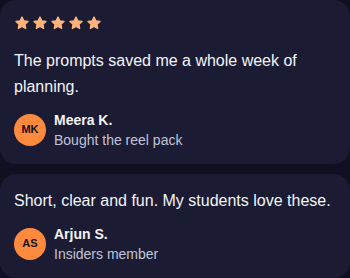 The prompts saved me a whole week of
planning.
MK
Meera K.
Bought the reel pack
Short, clear and fun. My students love these.
AS
Arjun S.
Insiders member